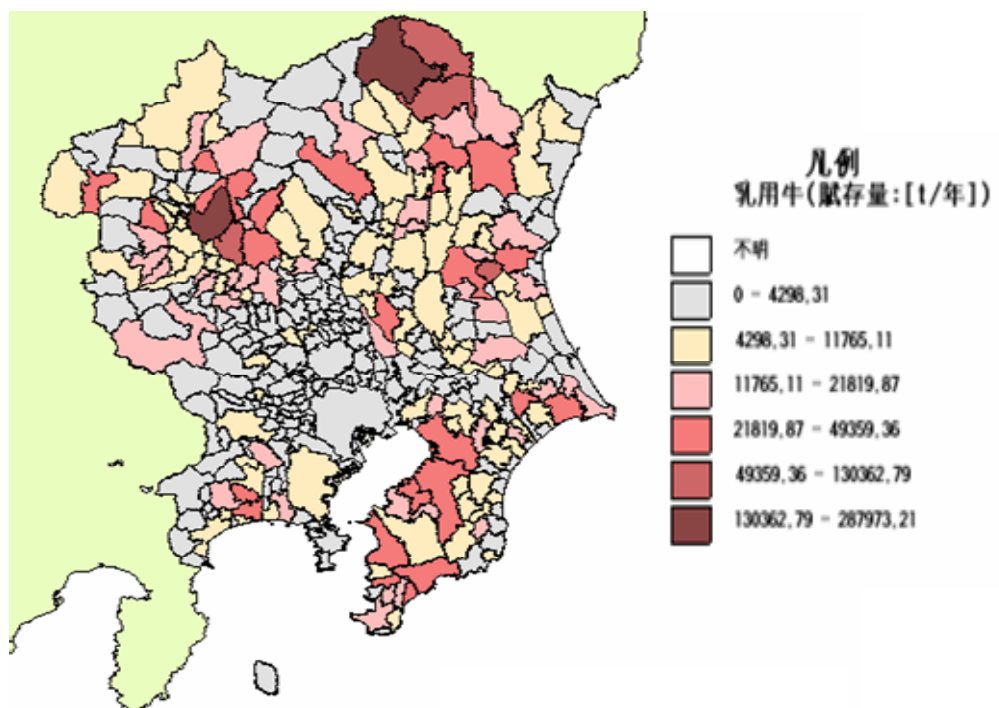 凡例
乳用牛(賦存量:[t/年])
不明
0 - 4298,31
4298,31 - 11765,11
11765,11 - 21819,87
21819,87 - 49359,36
49359,36 - 130362,79
130362,79 - 287973,21